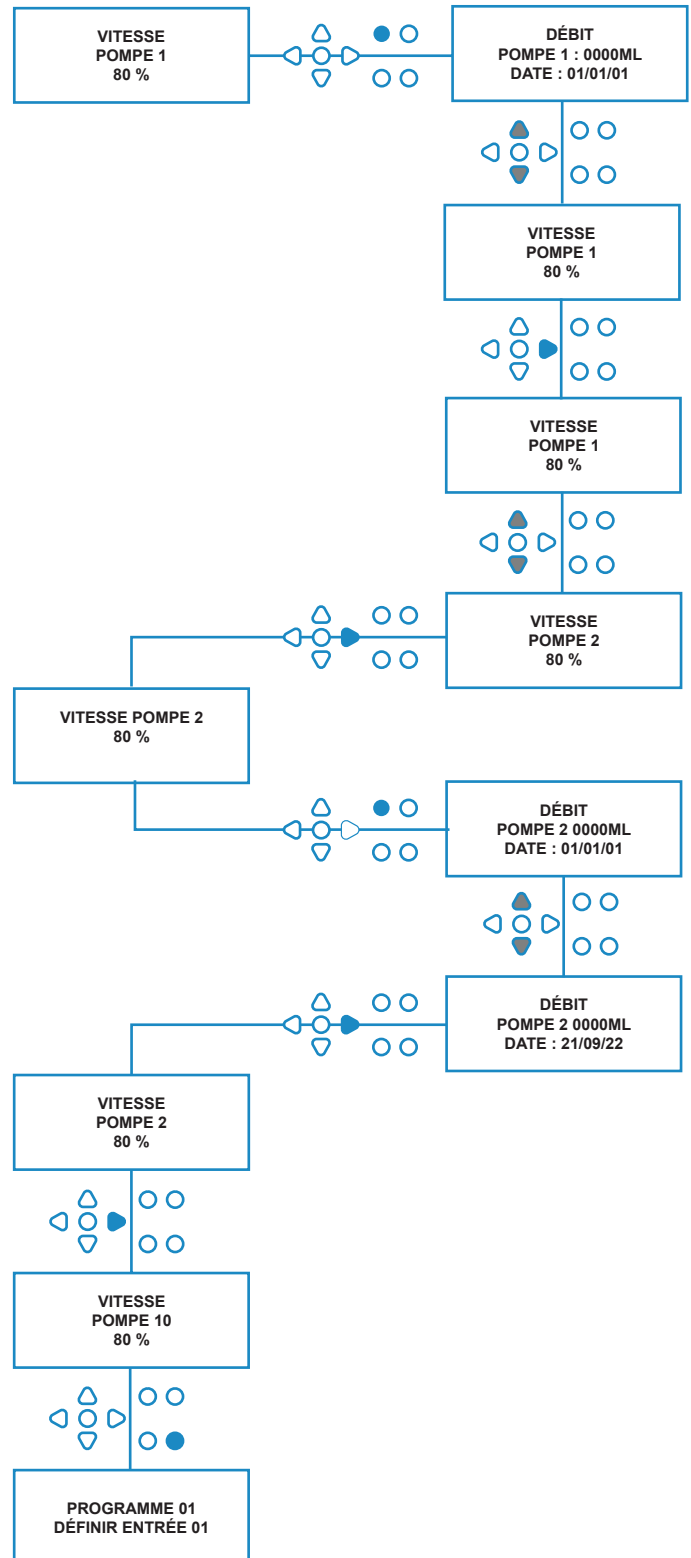 VITESSE
POMPE 1
80 %
DÉBIT
POMPE 1 : 0000ML
DATE : 01/01/01
VITESSE
POMPE 1
80 %
VITESSE
POMPE 1
80 %
VITESSE
POMPE 2
80 %
VITESSE POMPE 2
80 %
DÉBIT
POMPE 2 0000ML
DATE : 01/01/01
DÉBIT
POMPE 2 0000ML
DATE : 21/09/22
VITESSE
POMPE 2
80 %
VITESSE
POMPE 10
80 %
PROGRAMME 01
DÉFINIR ENTRÉE 01